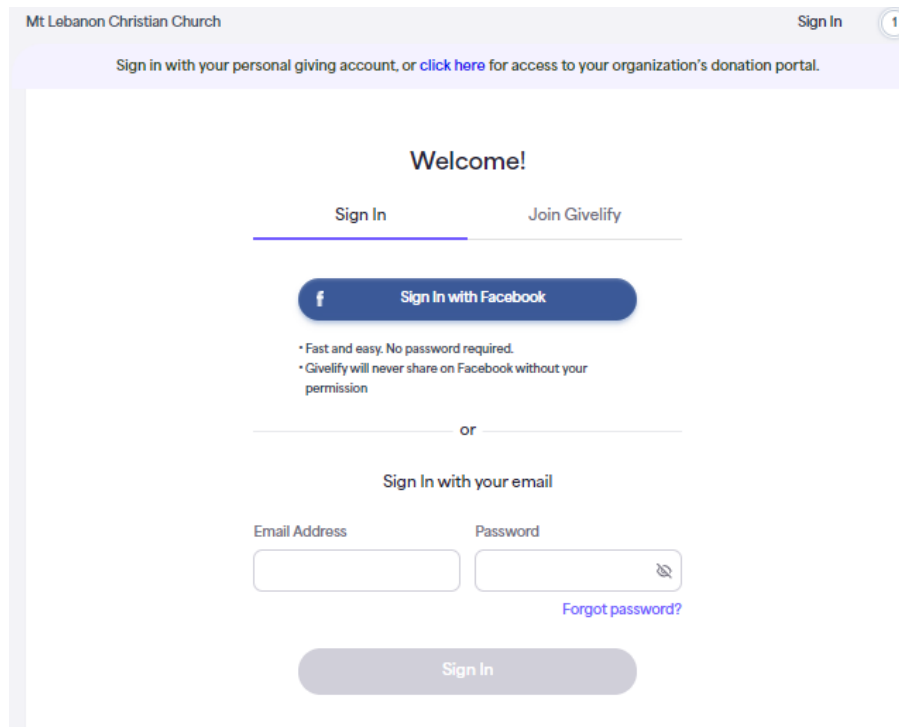 Mt Lebanon Christian Church
Sign In
1
Sign in with your personal giving account, or click here for access to your organization's donation portal.
Welcome!
Sign In
Join Givelify
f
Sign In with Facebook
• Fast and easy. No password required.
• Givelify will never share on Facebook without your
permission
or
Sign In with your email
Email Address
Password
Forgot password?
Sign In